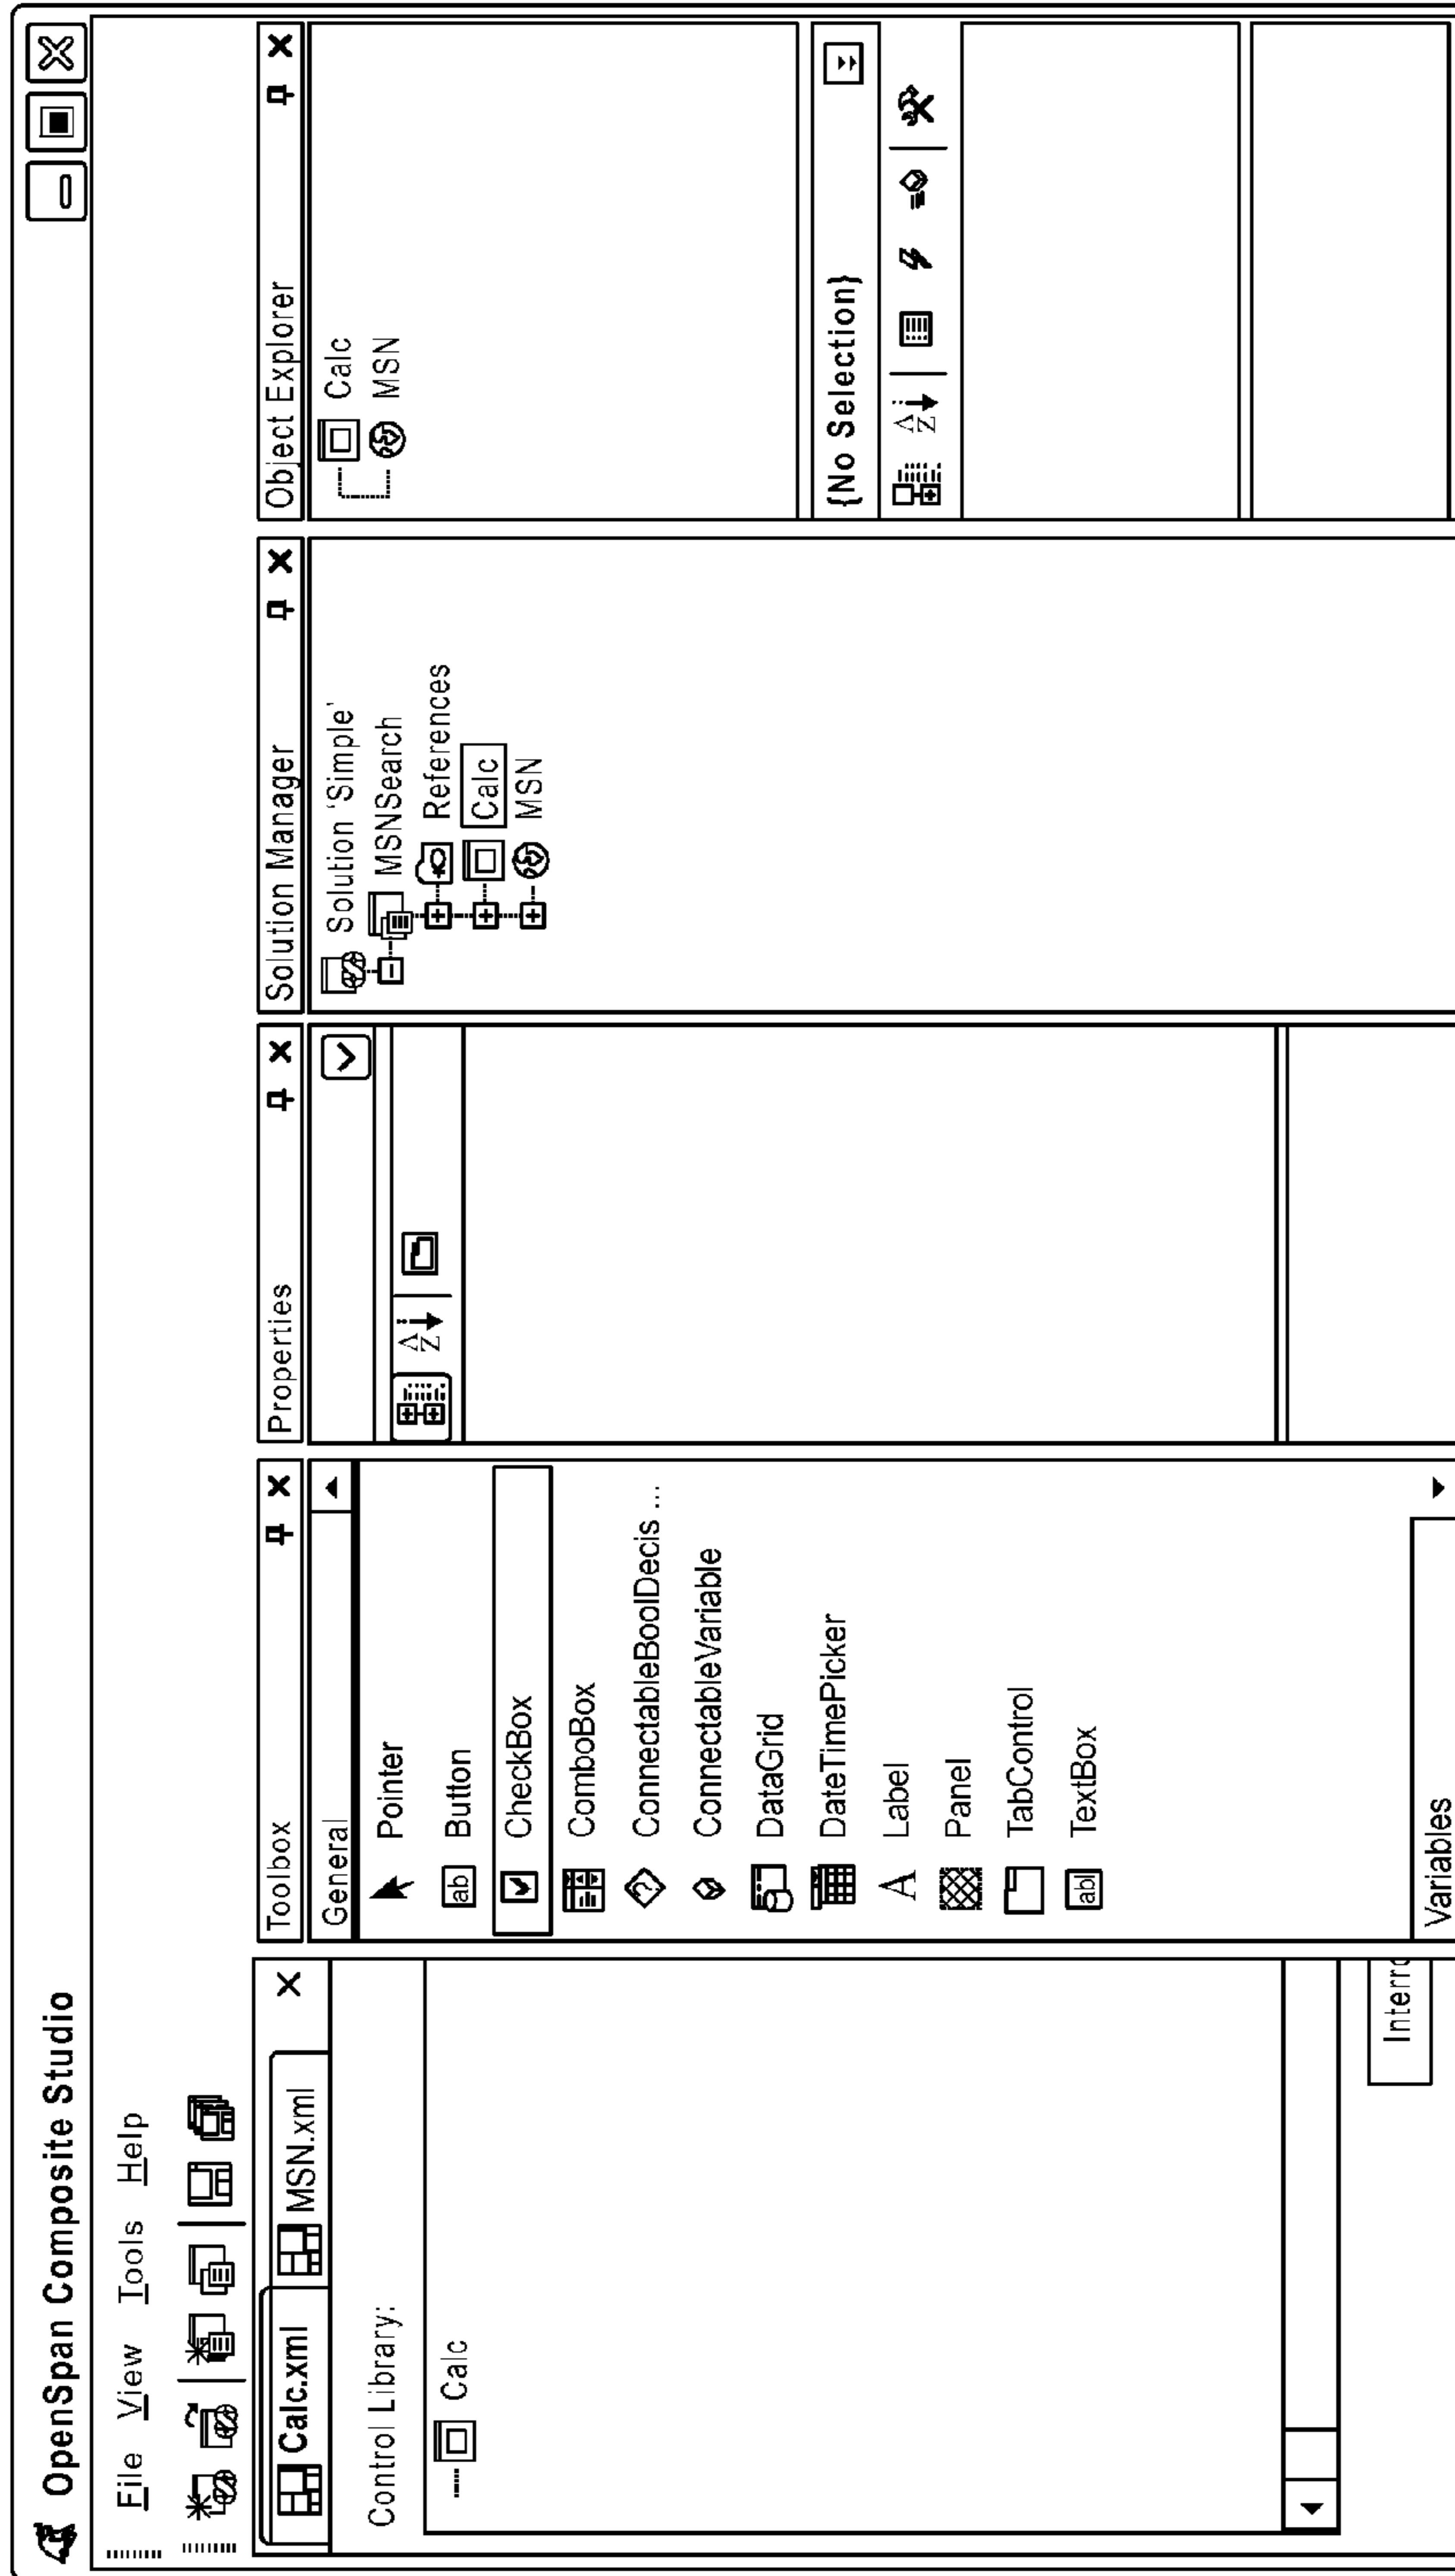 OpenSpan Composite Studio
File View Tools Help
Calc.xml MSN.xml
Control Library:
Calc
Toolbox
General
Pointer
ab Button
CheckBox
ComboBox
ConnectableBoolDecis ...
ConnectableVariable
DataGrid
DateTimePicker
A Label
Panel
TabControl
abl TextBox
Variables
Properties
A
Z
Solution Manager
Solution 'Simple'
MSNSearch
References
Calc
MSN
Object Explorer
Calc
MSN
{No Selection}
A
Z